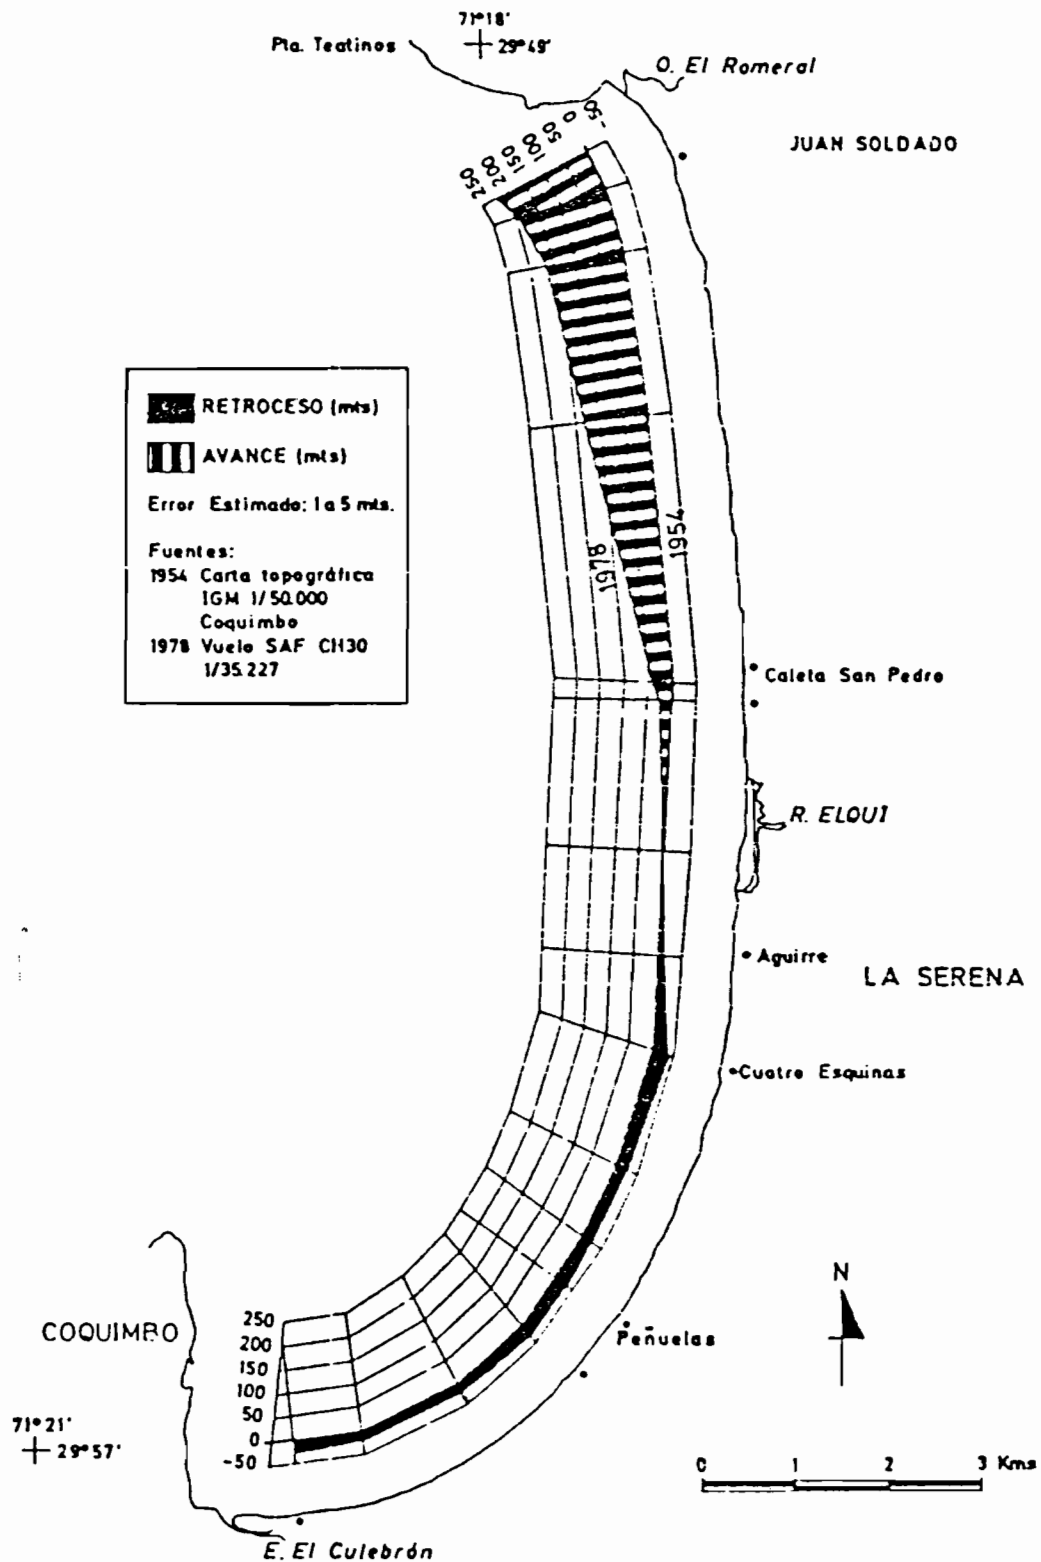 71°18'
29°49'
Pta. Teatinos
Q. El Romeral
JUAN SOLDADO
250
200
150
100
50
0
-50
RETROCESO (mts)
AVANCE (mts)
Error Estimado: 1 a 5 mts.
Fuentes:
1954 Carta topográfica
IGM 1/50.000
Coquimbo
1978 Vuelo SAF CH30
1/35.227
1978
1954
Caleta San Pedro
R. ELQUI
Aguirre
LA SERENA
Cuatro Esquinas
N
Peñuelas
COQUIMBO
250
200
150
100
50
0
-50
71°21'
29°57'
0 1 2 3 Kms
E. El Culebrón